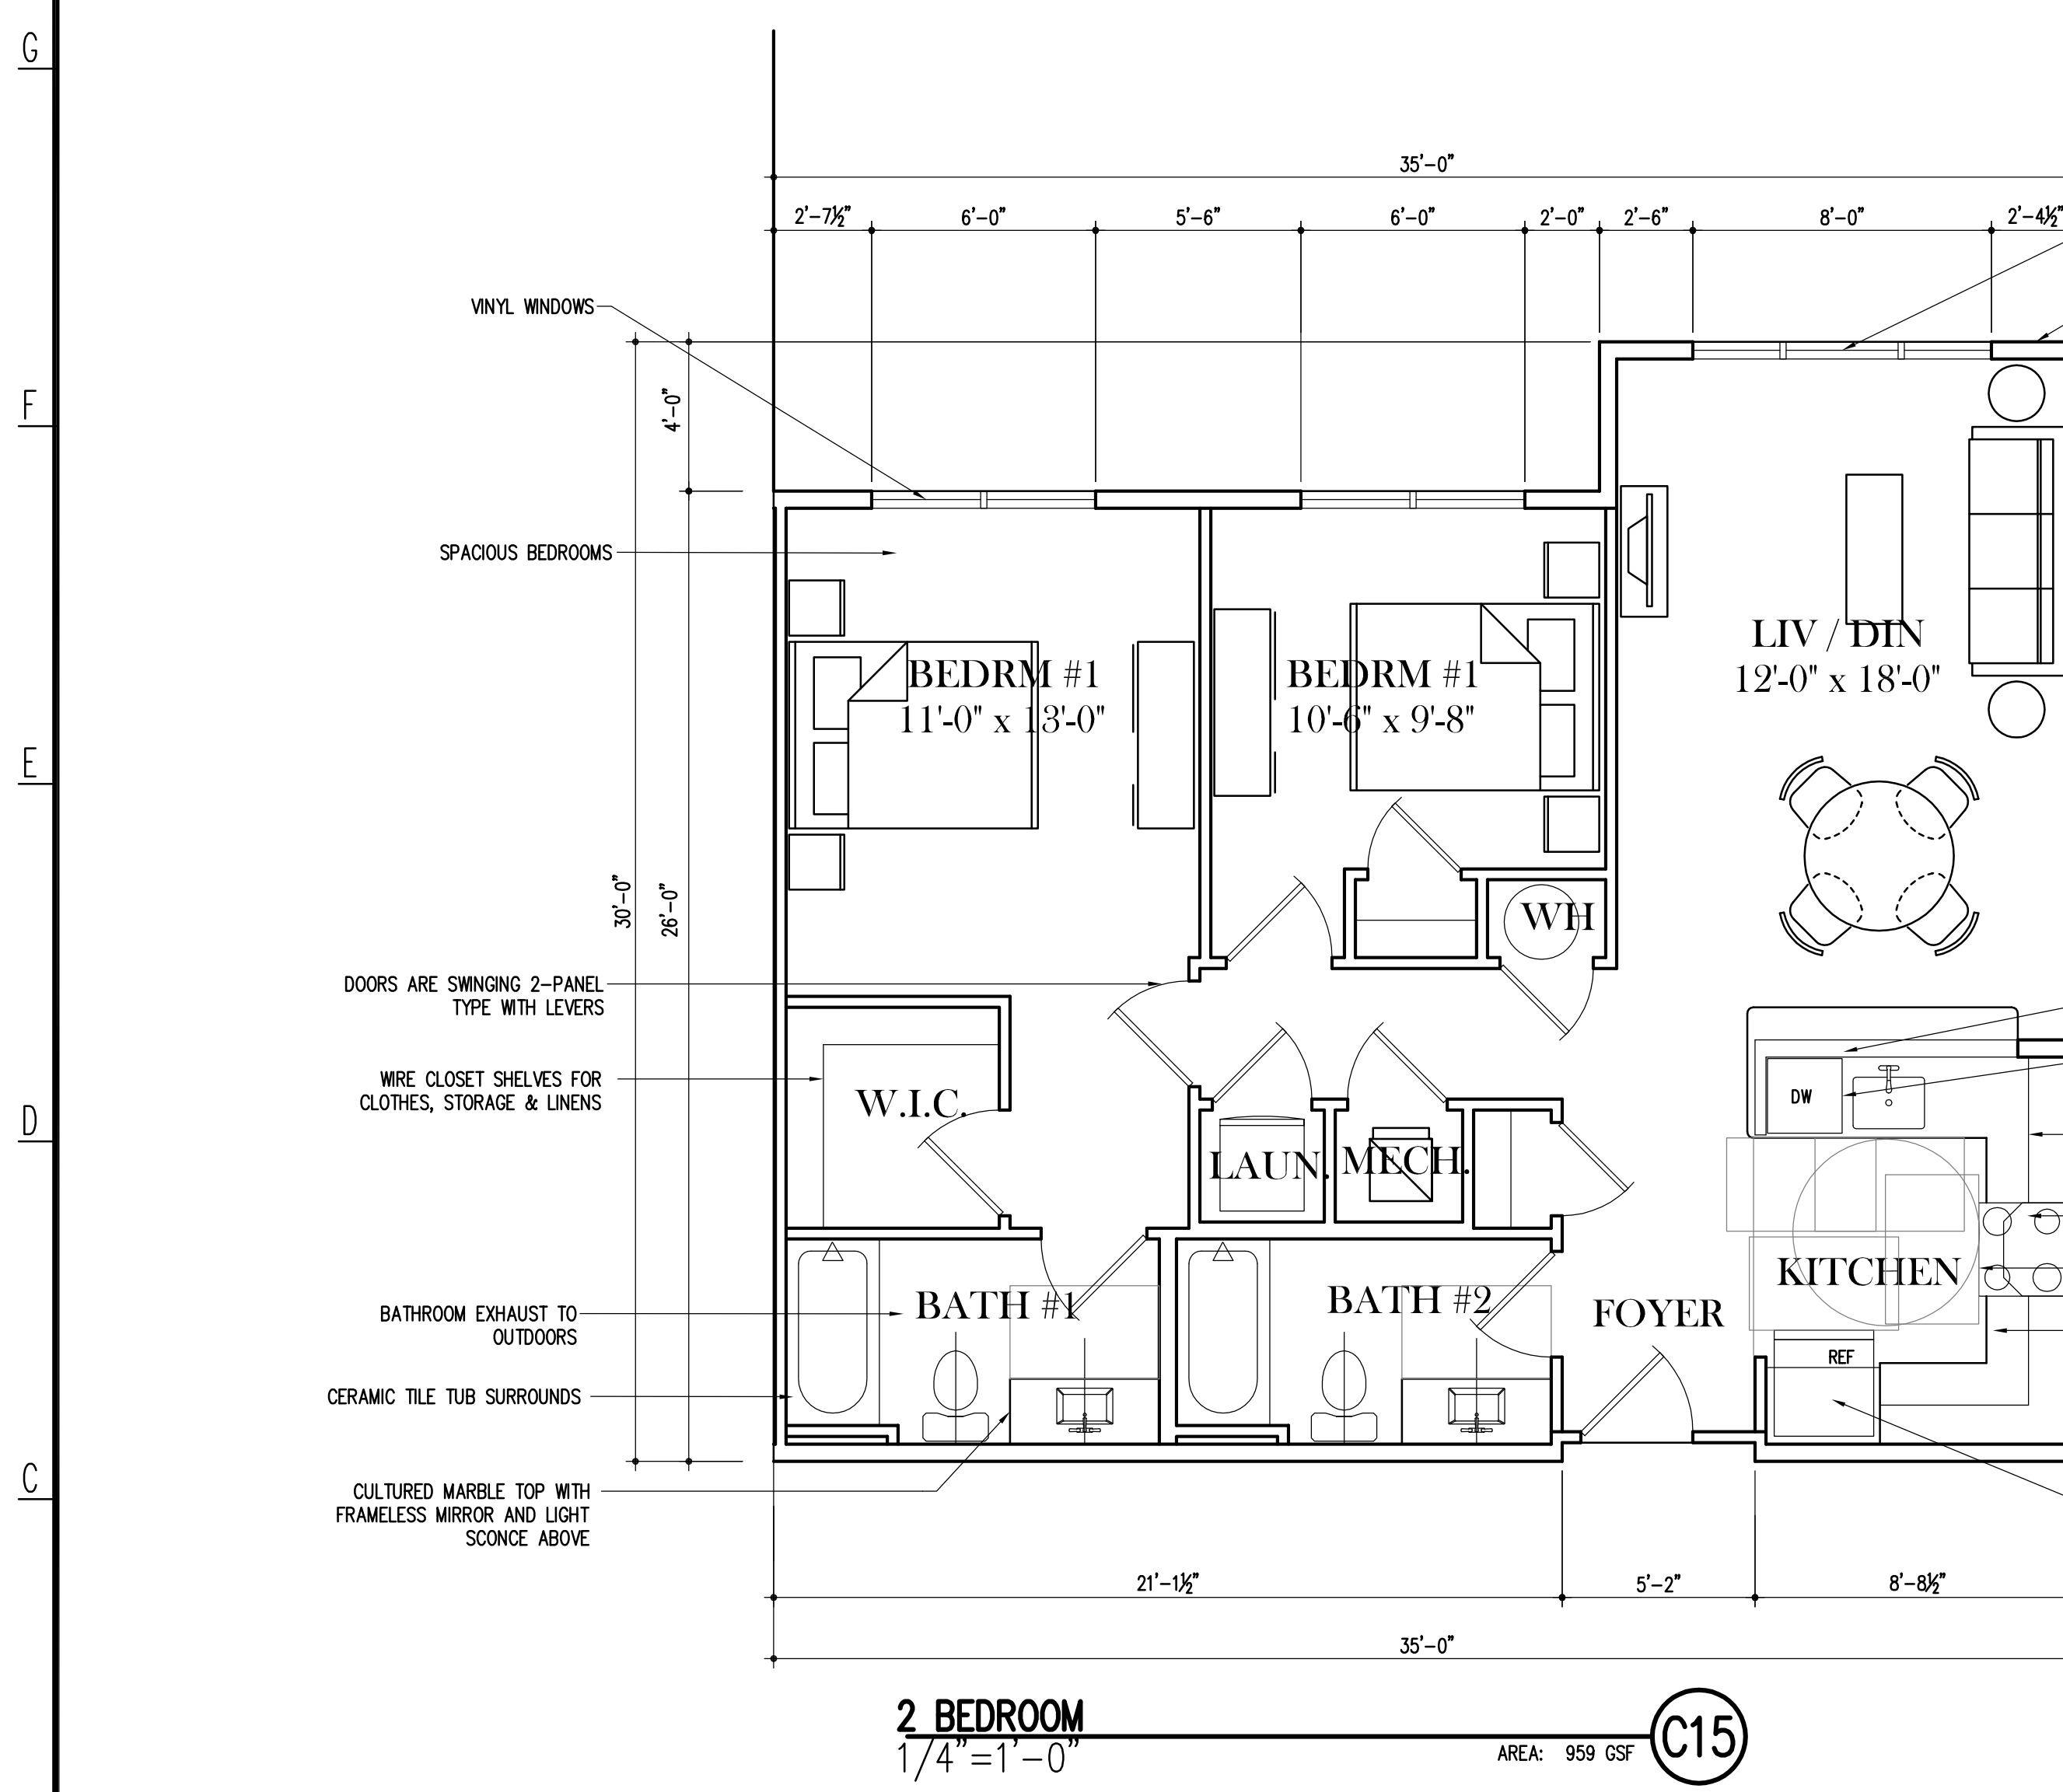 G
F
E
D
C
35'-0"
2'-7½"
6'-0"
5'-6"
6'-0"
2'-0"
2'-6"
8'-0"
2'-4½"
VINYL WINDOWS
4'-0"
SPACIOUS BEDROOMS
30'-0"
26'-0"
BEDRM #1
11'-0" x 13'-0"
BEDRM #1
10'-6" x 9'-8"
LIV / DIN
12'-0" x 18'-0"
WH
DOORS ARE SWINGING 2-PANEL
TYPE WITH LEVERS
WIRE CLOSET SHELVES FOR
CLOTHES, STORAGE & LINENS
W.I.C.
LAUN.
MECH.
DW
BATHROOM EXHAUST TO
OUTDOORS
BATH #1
BATH #2
FOYER
KITCHEN
REF
CERAMIC TILE TUB SURROUNDS
CULTURED MARBLE TOP WITH
FRAMELESS MIRROR AND LIGHT
SCONCE ABOVE
21'-1½"
5'-2"
8'-8½"
35'-0"
2 BEDROOM
1/4"=1'-0"
AREA: 959 GSF
C15